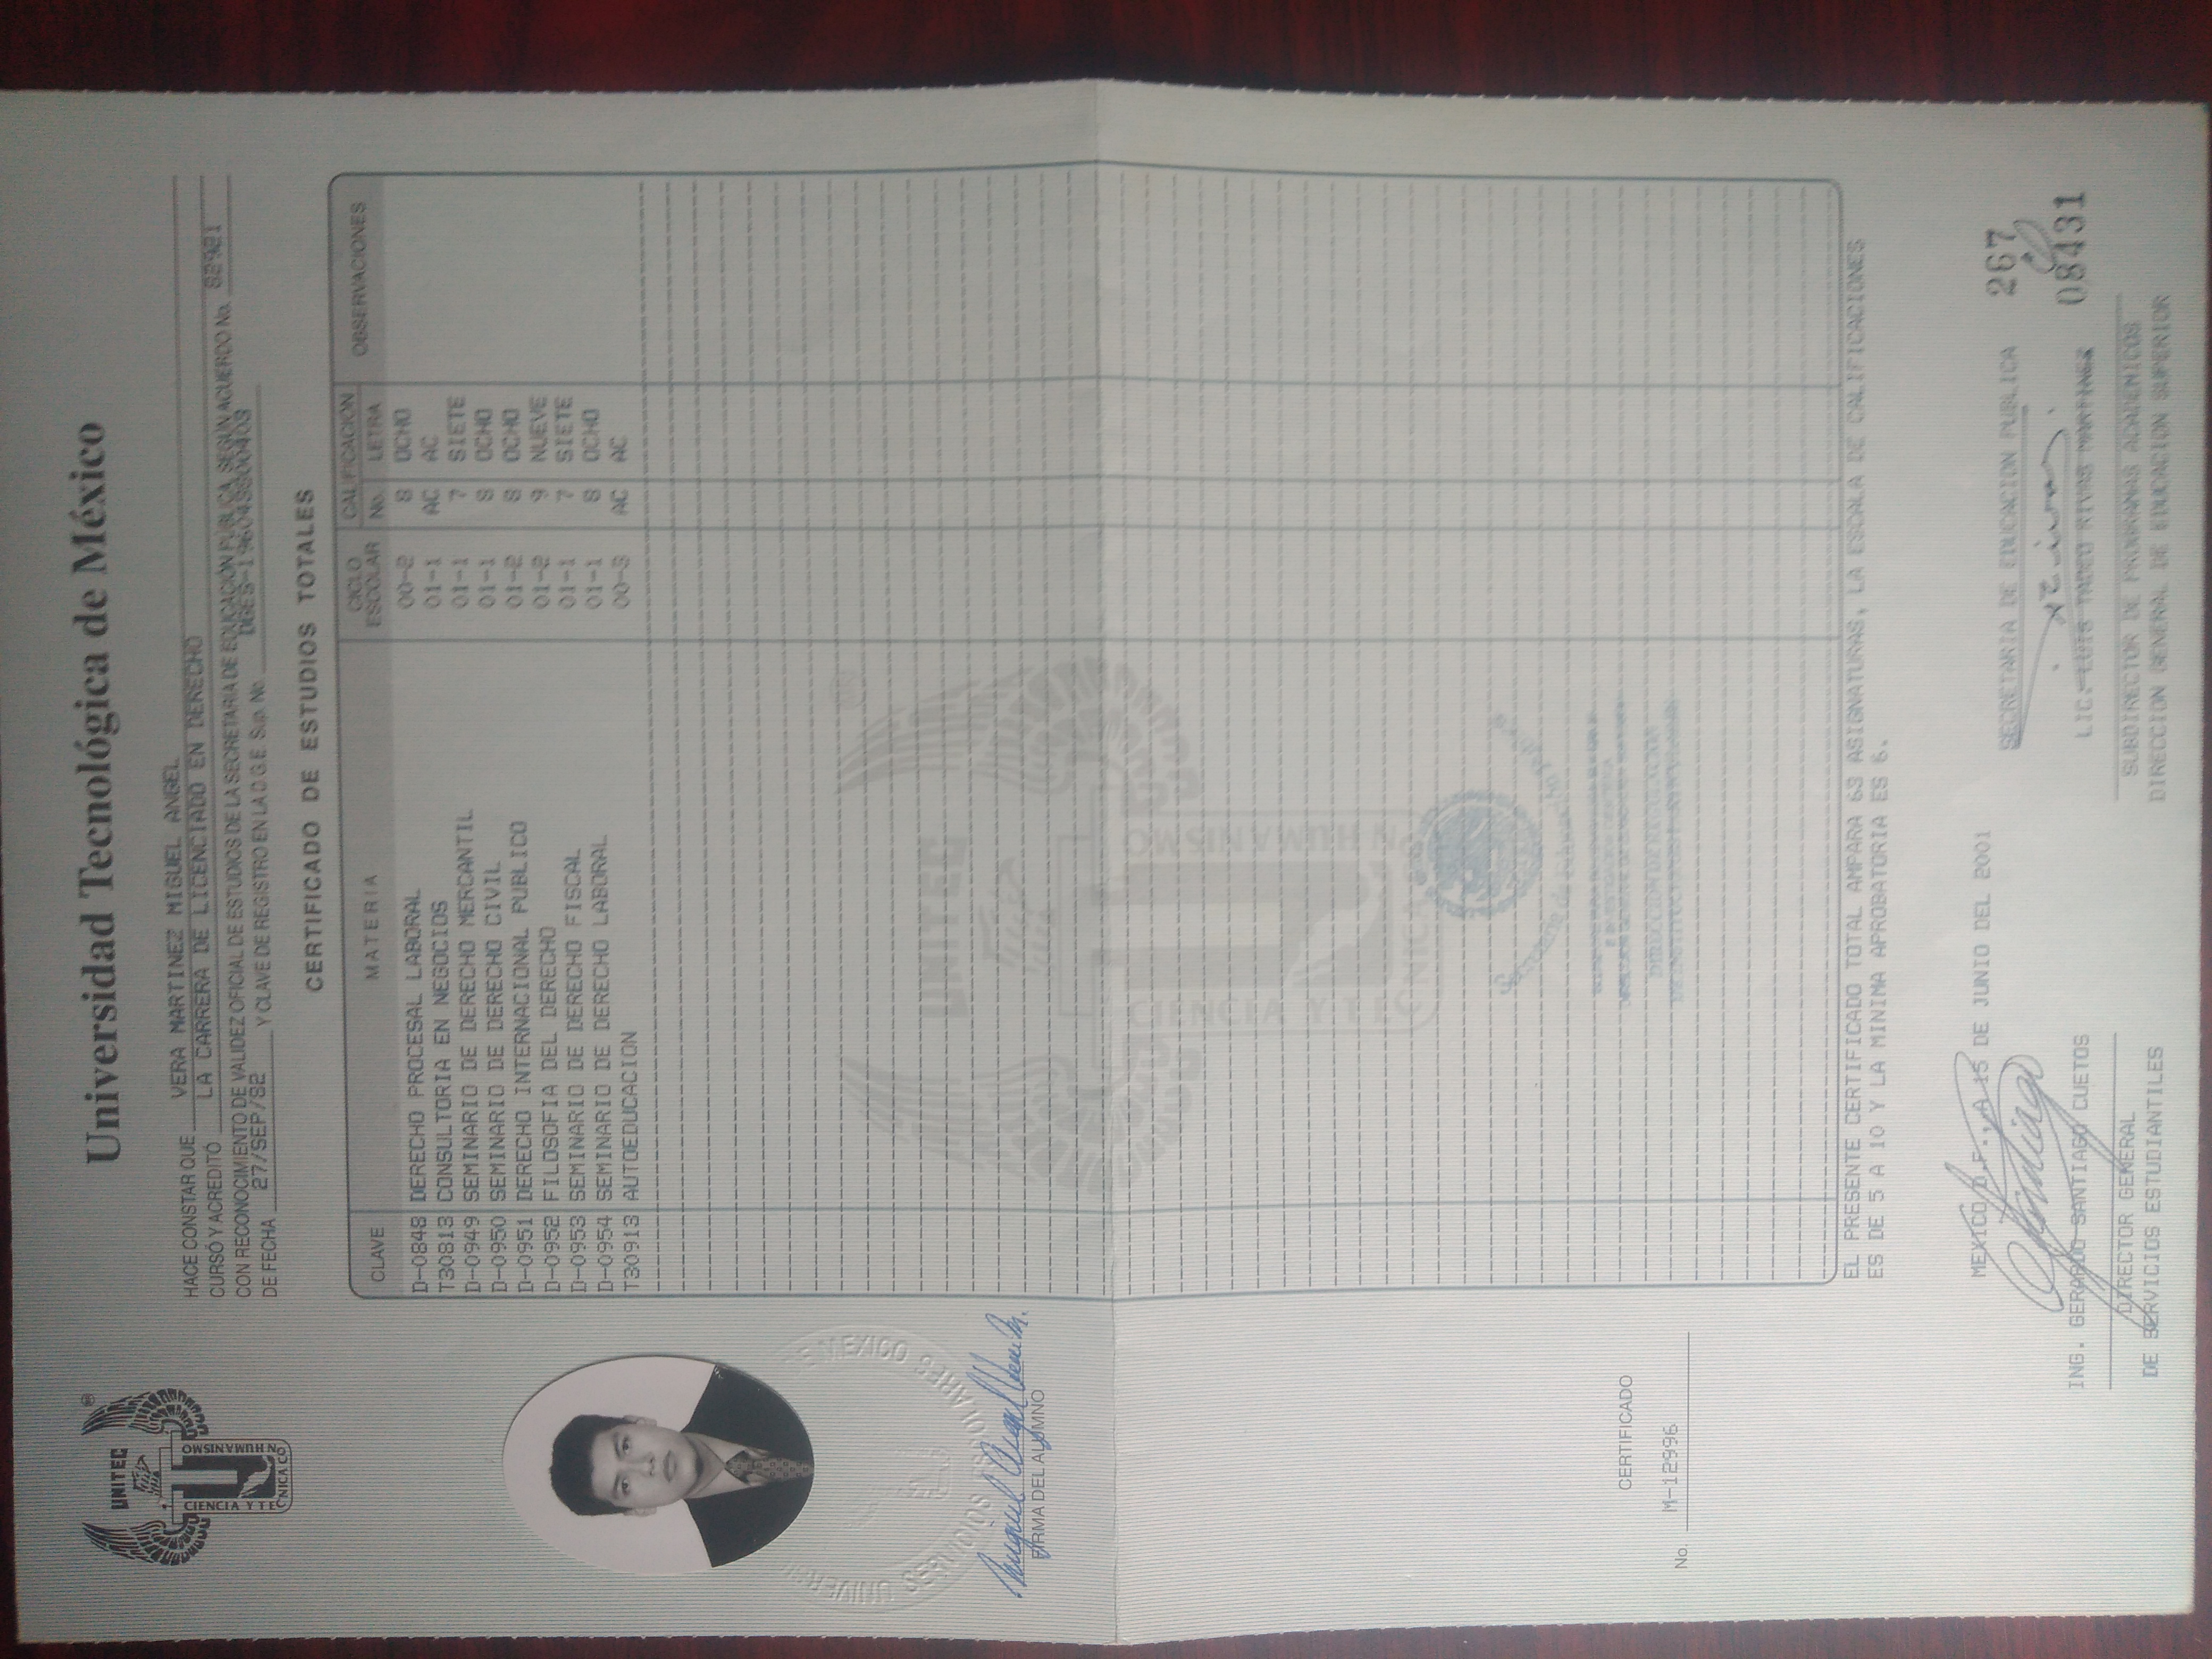 Universidad Tecnológica de México
UNITEC
CIENCIA Y TECNICA CON HUMANISMO
HACE CONSTAR QUE VERA MARTINEZ MIGUEL ANGEL
CURSÓ Y ACREDITÓ LA CARRERA DE LICENCIADO EN DERECHO
CON RECONOCIMIENTO DE VALIDEZ OFICIAL DE ESTUDIOS DE LA SECRETARÍA DE EDUCACIÓN PÚBLICA, SEGÚN ACUERDO No. 82921
DE FECHA 27/SEP/82 Y CLAVE DE REGISTRO EN LA D.G.E. Sup. No.
CERTIFICADO DE ESTUDIOS TOTALES
CLAVE MATERIA CICLO ESCOLAR CALIFICACIÓN No. LETRA OBSERVACIONES
D-0848 DERECHO PROCESAL LABORAL 00-2 8 OCHO
T30813 CONSULTORIA EN NEGOCIOS 01-1 AC AC
D-0949 SEMINARIO DE DERECHO MERCANTIL 01-1 7 SIETE
D-0950 SEMINARIO DE DERECHO CIVIL 01-1 8 OCHO
D-0951 DERECHO INTERNACIONAL PUBLICO 01-2 8 OCHO
D-0952 FILOSOFIA DEL DERECHO 01-2 9 NUEVE
D-0953 SEMINARIO DE DERECHO FISCAL 01-1 7 SIETE
D-0954 SEMINARIO DE DERECHO LABORAL 01-1 8 OCHO
T30913 AUTOEDUCACION 00-3 AC AC
SERVICIOS ESCOLARES
Miguel Angel Vera M.
FIRMA DEL ALUMNO
UNITEC
CIENCIA Y TECNICA CON HUMANISMO
Secretaría de Educación Pública
DIRECCION DE REGULACION
CERTIFICADO
No. M-12996
EL PRESENTE CERTIFICADO TOTAL AMPARA 63 ASIGNATURAS, LA ESCALA DE CALIFICACIONES
ES DE 5 A 10 Y LA MINIMA APROBATORIA ES 6.
MEXICO D.F., A 15 DE JUNIO DEL 2001
SECRETARIA DE EDUCACION PUBLICA 267
ING. GERARDO SANTIAGO CUETOS
LIC. LUIS TADEO RIVAS MARTINEZ 08431
DIRECTOR GENERAL
DE SERVICIOS ESTUDIANTILES
SUBDIRECTOR DE PROGRAMAS ACADEMICOS
DIRECCION GENERAL DE EDUCACION SUPERIOR